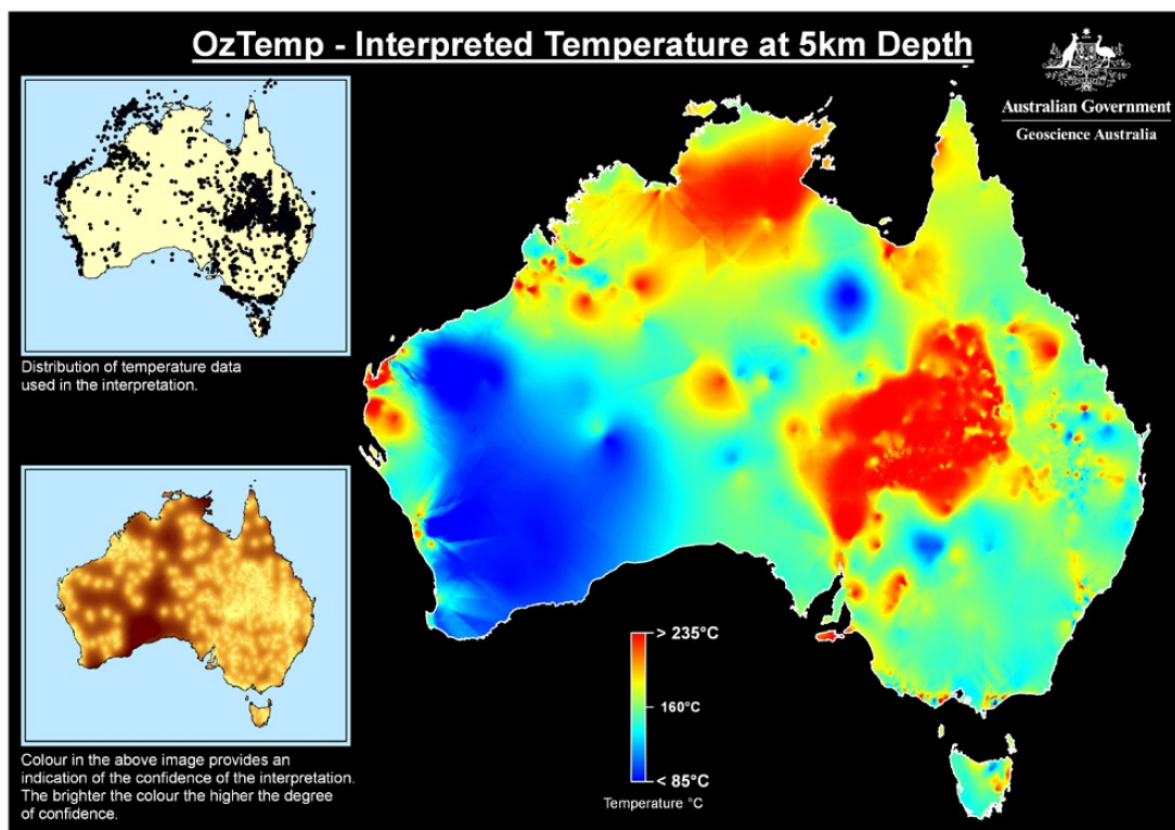 OzTemp - Interpreted Temperature at 5km Depth
Australian Government
Geoscience Australia
Distribution of temperature data
used in the interpretation.
Colour in the above image provides an
indication of the confidence of the interpretation.
The brighter the colour the higher the degree
of confidence.
> 235°C
160°C
< 85°C
Temperature °C